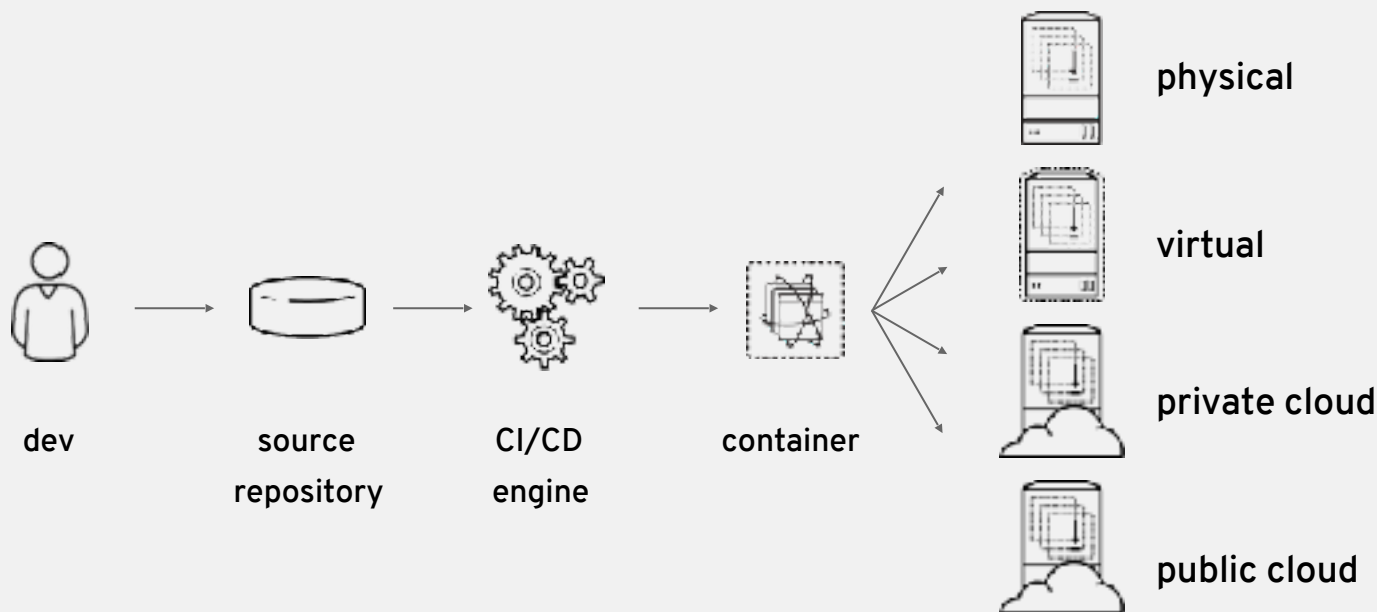 physical
virtual
private cloud
public cloud
dev
source
repository
CI/CD
engine
container